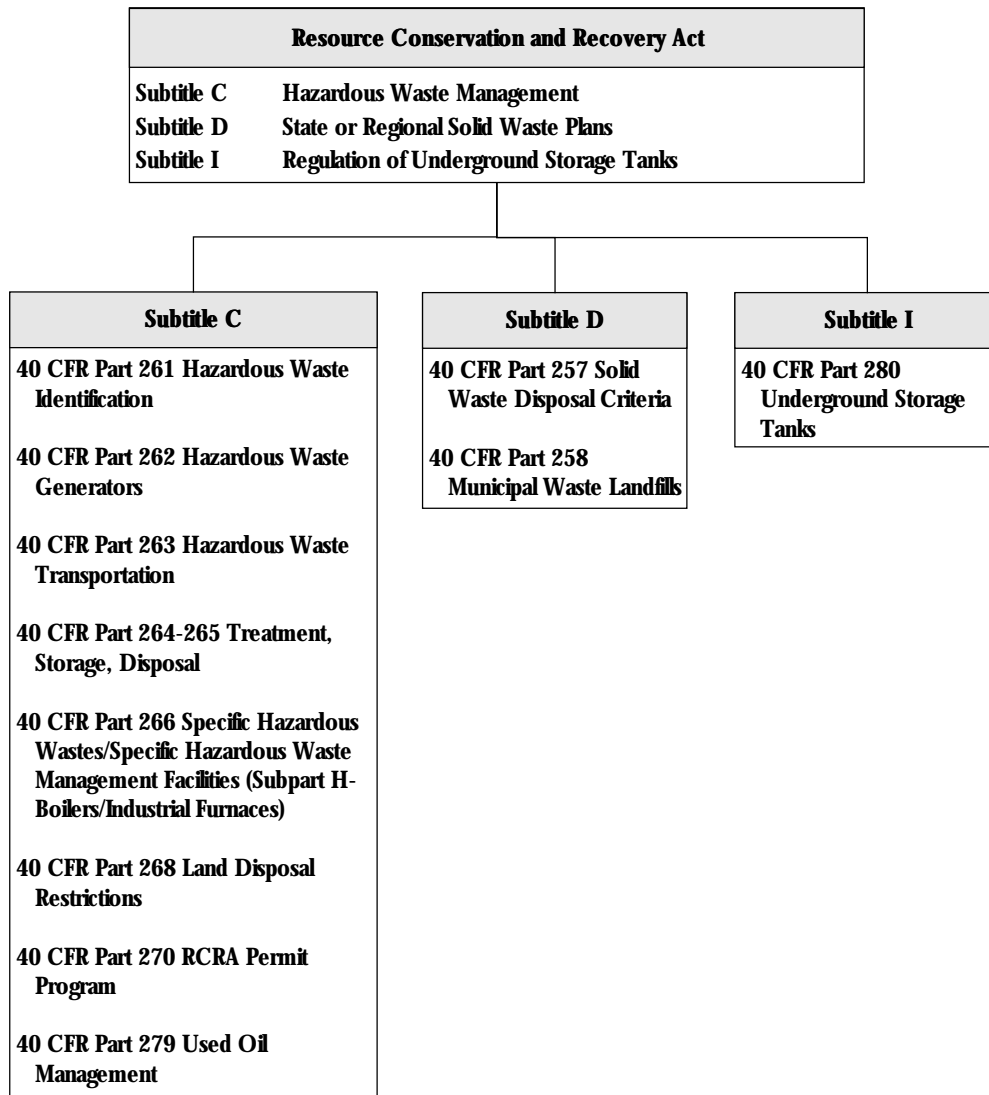 Resource Conservation and Recovery Act
Subtitle C Hazardous Waste Management
Subtitle D State or Regional Solid Waste Plans
Subtitle I Regulation of Underground Storage Tanks
Subtitle C
40 CFR Part 261 Hazardous Waste
Identification
40 CFR Part 262 Hazardous Waste
Generators
40 CFR Part 263 Hazardous Waste
Transportation
40 CFR Part 264-265 Treatment,
Storage, Disposal
40 CFR Part 266 Specific Hazardous
Wastes/Specific Hazardous Waste
Management Facilities (Subpart H-
Boilers/Industrial Furnaces)
40 CFR Part 268 Land Disposal
Restrictions
40 CFR Part 270 RCRA Permit
Program
40 CFR Part 279 Used Oil
Management
Subtitle D
40 CFR Part 257 Solid
Waste Disposal Criteria
40 CFR Part 258
Municipal Waste Landfills
Subtitle I
40 CFR Part 280
Underground Storage
Tanks